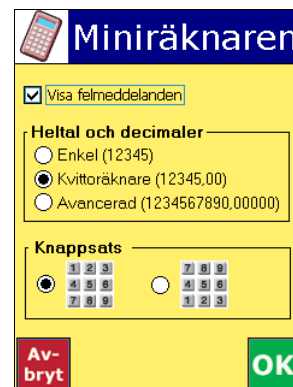 Miniräknaren
Visa felmeddelanden
Heltal och decimaler
Enkel (12345)
Kvittoräknare (12345,00)
Avancerad (1234567890,00000)
Knappsats
1 2 3 7 8 9
4 5 6 4 5 6
7 8 9 1 2 3
Av-
bryt OK